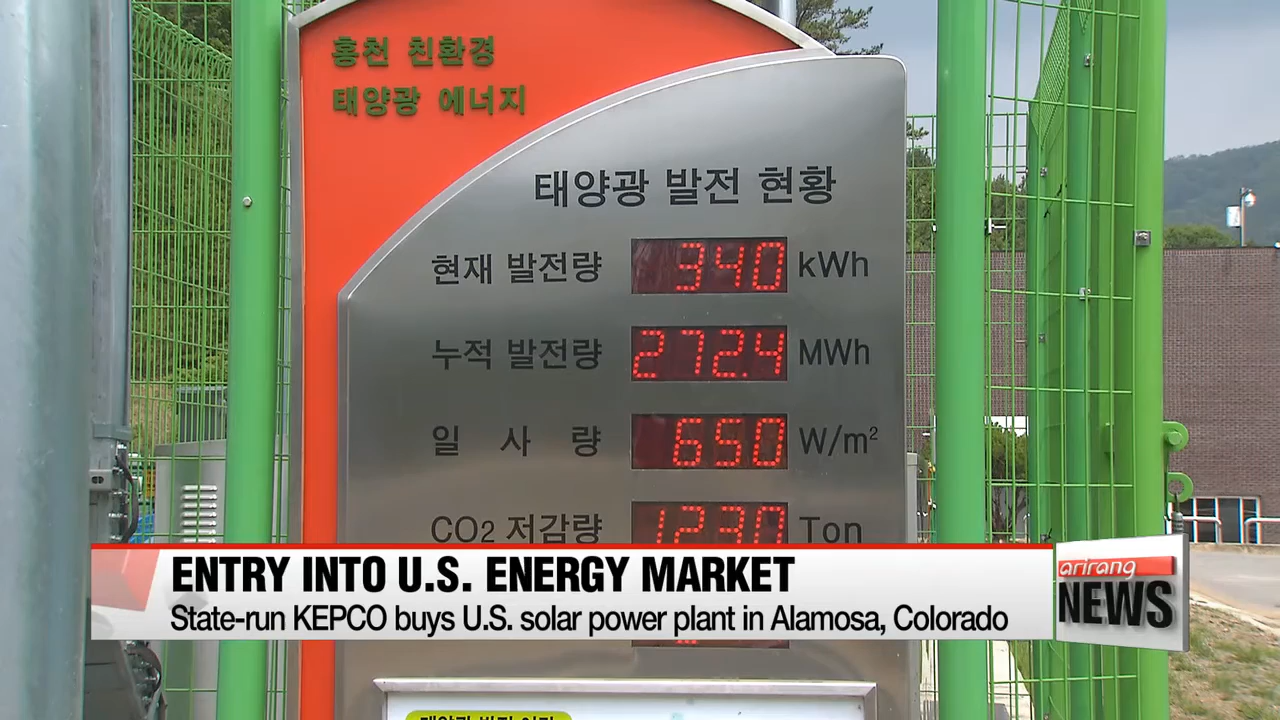 홍천 친환경
태양광 에너지
태양광 발전 현황
현재 발전량 340 kWh
누적 발전량 272.4 MWh
일 사 량 650 W/m²
CO2 저감량 Ton
ENTRY INTO U.S. ENERGY MARKET
State-run KEPCO buys U.S. solar power plant in Alamosa, Colorado
arirang
NEWS